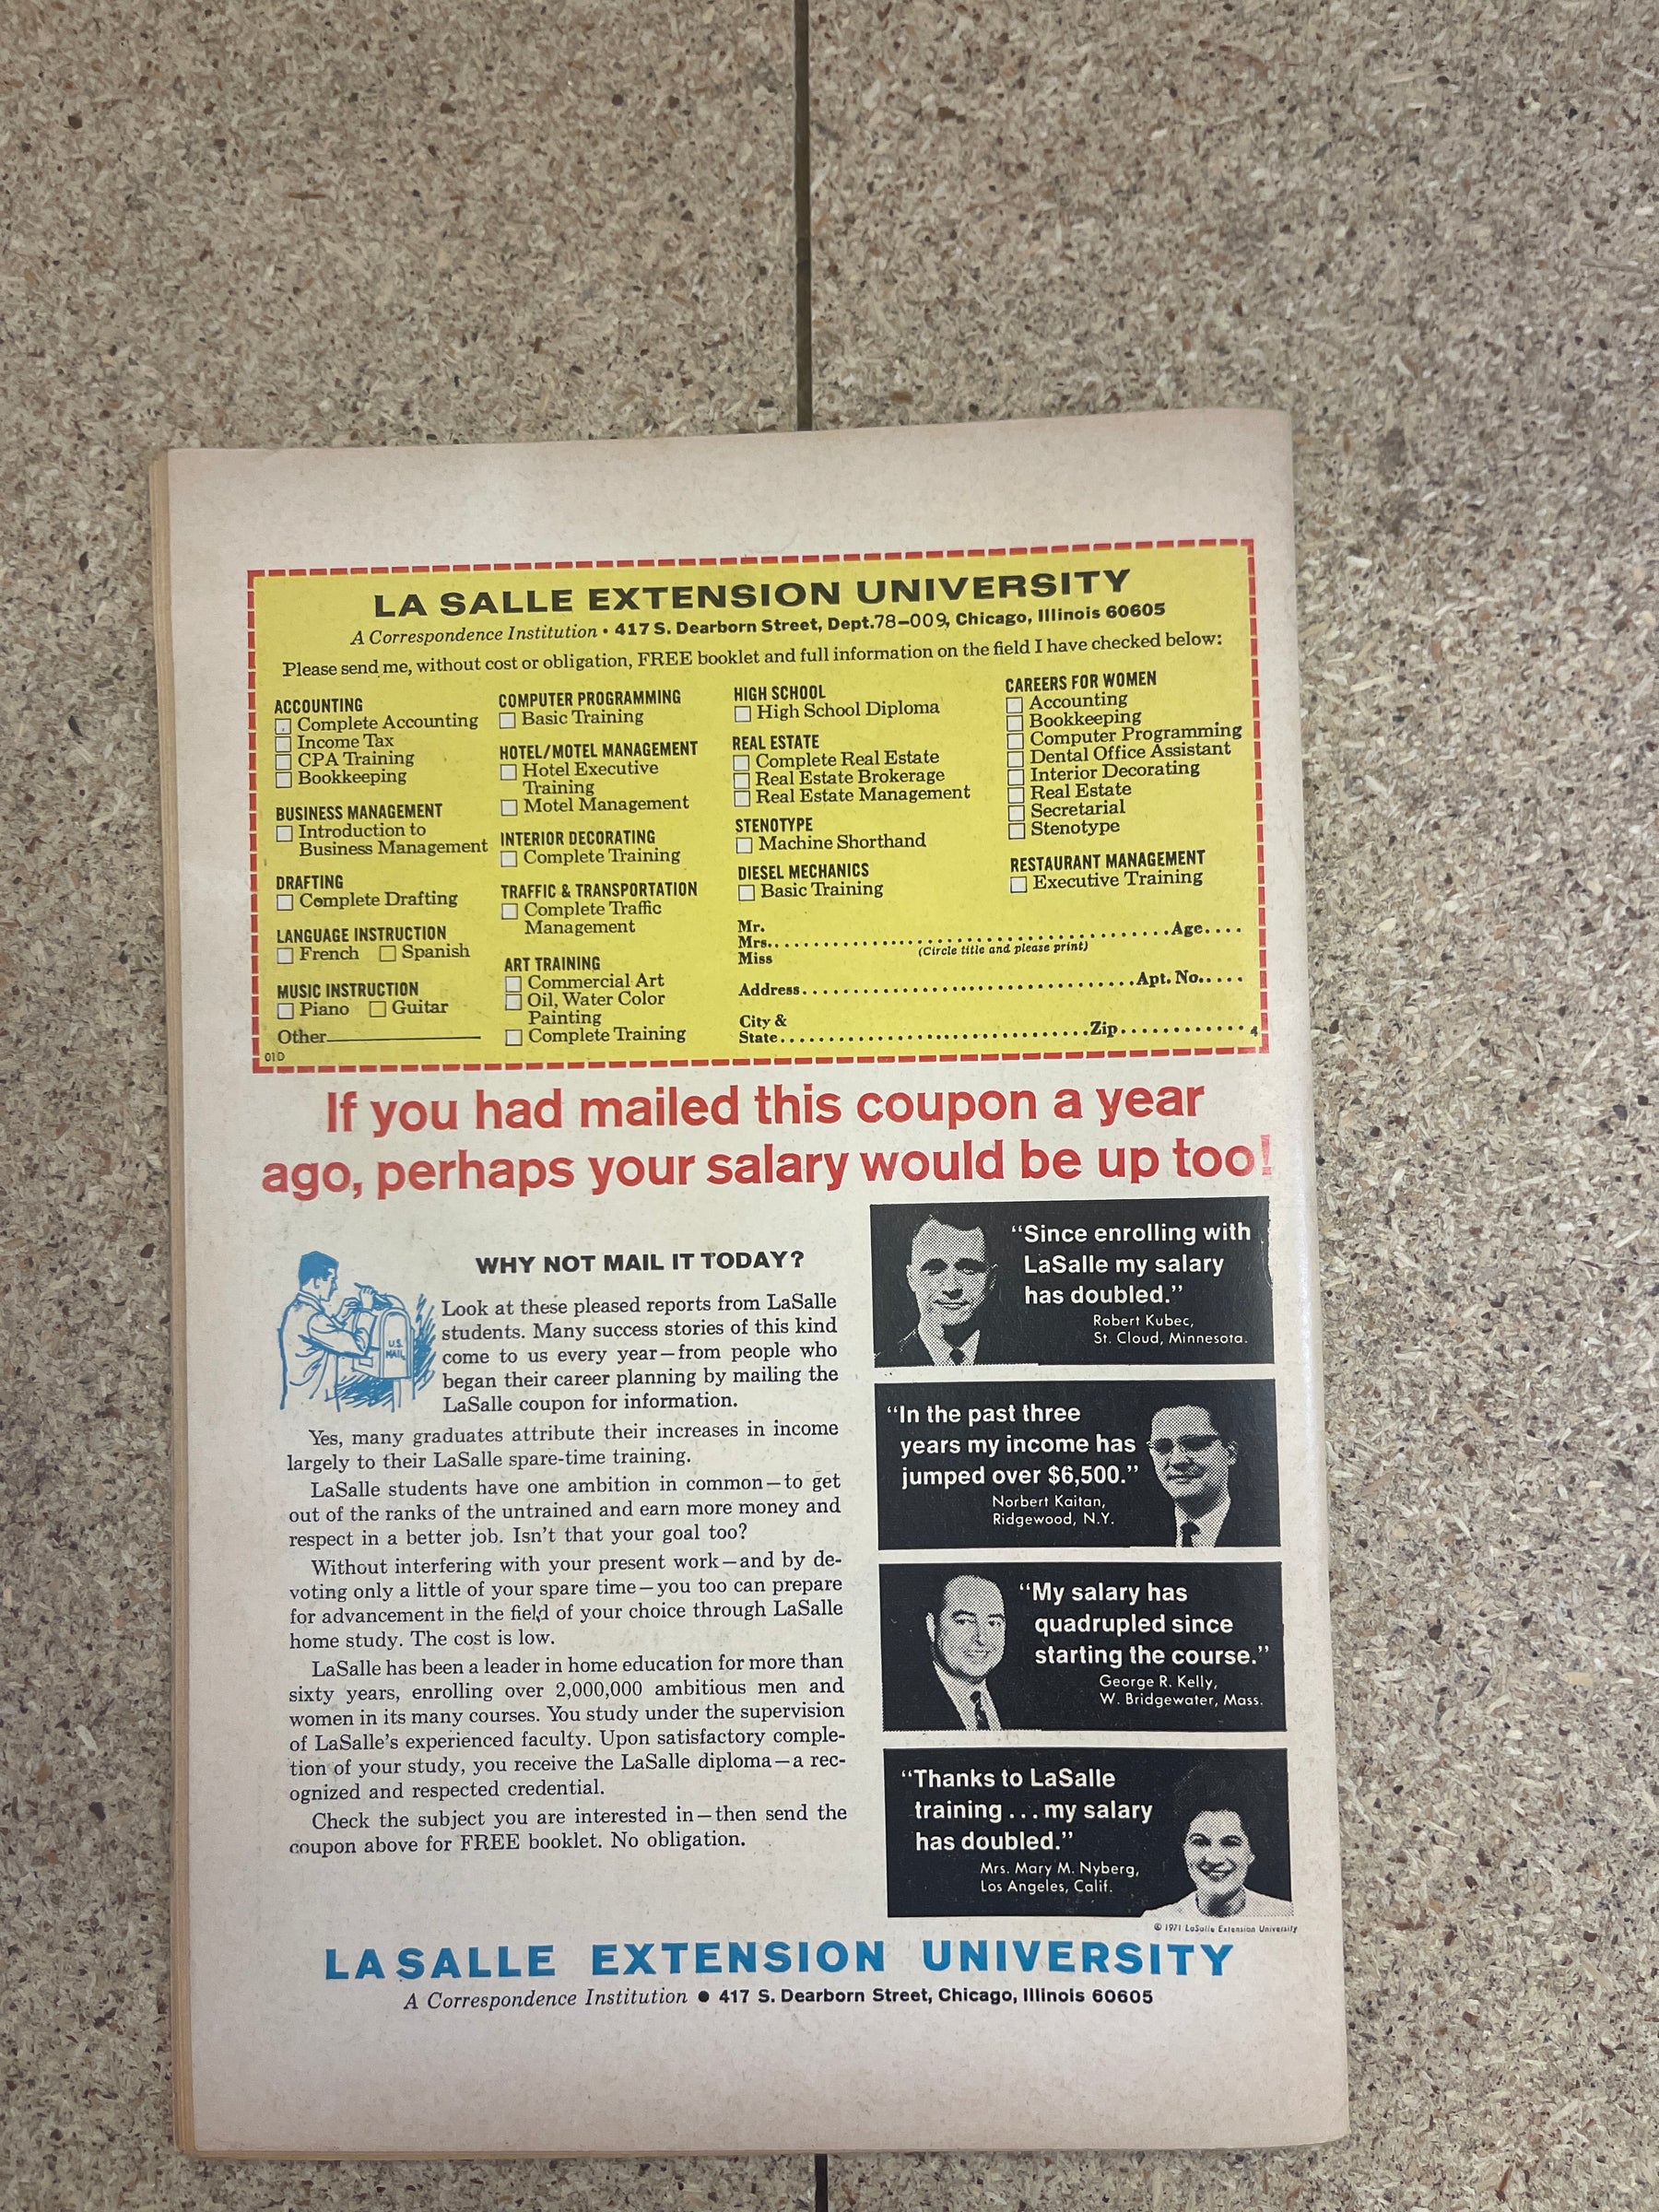 LA SALLE EXTENSION UNIVERSITY
A Correspondence Institution • 417 S. Dearborn Street, Dept.78–009, Chicago, Illinois 60605
Please send me, without cost or obligation, FREE booklet and full information on the field I have checked below:
ACCOUNTING
Complete Accounting
Income Tax
CPA Training
Bookkeeping
BUSINESS MANAGEMENT
Introduction to
Business Management
DRAFTING
Complete Drafting
LANGUAGE INSTRUCTION
French Spanish
MUSIC INSTRUCTION
Piano Guitar
Other
01D
COMPUTER PROGRAMMING
Basic Training
HOTEL/MOTEL MANAGEMENT
Hotel Executive
Training
Motel Management
INTERIOR DECORATING
Complete Training
TRAFFIC & TRANSPORTATION
Complete Traffic
Management
ART TRAINING
Commercial Art
Oil, Water Color
Painting
Complete Training
HIGH SCHOOL
High School Diploma
REAL ESTATE
Complete Real Estate
Real Estate Brokerage
Real Estate Management
STENOTYPE
Machine Shorthand
DIESEL MECHANICS
Basic Training
CAREERS FOR WOMEN
Accounting
Bookkeeping
Computer Programming
Dental Office Assistant
Interior Decorating
Real Estate
Secretarial
Stenotype
RESTAURANT MANAGEMENT
Executive Training
Mr.
Mrs. Age
Miss (Circle title and please print)
Address Apt. No.
City &
State Zip 4
If you had mailed this coupon a year
ago, perhaps your salary would be up too!
WHY NOT MAIL IT TODAY?
U.S.
MAIL
Look at these pleased reports from LaSalle
students. Many success stories of this kind
come to us every year—from people who
began their career planning by mailing the
LaSalle coupon for information.
Yes, many graduates attribute their increases in income
largely to their LaSalle spare-time training.
LaSalle students have one ambition in common—to get
out of the ranks of the untrained and earn more money and
respect in a better job. Isn't that your goal too?
Without interfering with your present work—and by de-
voting only a little of your spare time—you too can prepare
for advancement in the field of your choice through LaSalle
home study. The cost is low.
LaSalle has been a leader in home education for more than
sixty years, enrolling over 2,000,000 ambitious men and
women in its many courses. You study under the supervision
of LaSalle's experienced faculty. Upon satisfactory comple-
tion of your study, you receive the LaSalle diploma—a rec-
ognized and respected credential.
Check the subject you are interested in—then send the
coupon above for FREE booklet. No obligation.
"Since enrolling with
LaSalle my salary
has doubled."
Robert Kubec,
St. Cloud, Minnesota.
"In the past three
years my income has
jumped over $6,500."
Norbert Kaitan,
Ridgewood, N.Y.
"My salary has
quadrupled since
starting the course."
George R. Kelly,
W. Bridgewater, Mass.
"Thanks to LaSalle
training . . . my salary
has doubled."
Mrs. Mary M. Nyberg,
Los Angeles, Calif.
© 1971 LaSalle Extension University
LASALLE EXTENSION UNIVERSITY
A Correspondence Institution • 417 S. Dearborn Street, Chicago, Illinois 60605